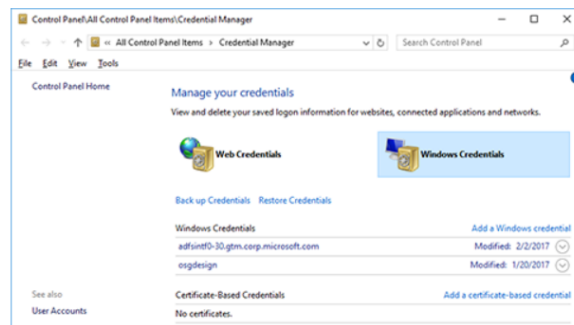 Control Panel\All Control Panel Items\Credential Manager
« All Control Panel Items > Credential Manager
Search Control Panel
File Edit View Tools
Control Panel Home
Manage your credentials
View and delete your saved logon information for websites, connected applications and networks.
Web Credentials
Windows Credentials
Back up Credentials Restore Credentials
Windows Credentials Add a Windows credential
adfsintf0-30.gtm.corp.microsoft.com Modified: 2/2/2017
osgdesign Modified: 1/20/2017
See also
Certificate-Based Credentials Add a certificate-based credential
User Accounts
No certificates.